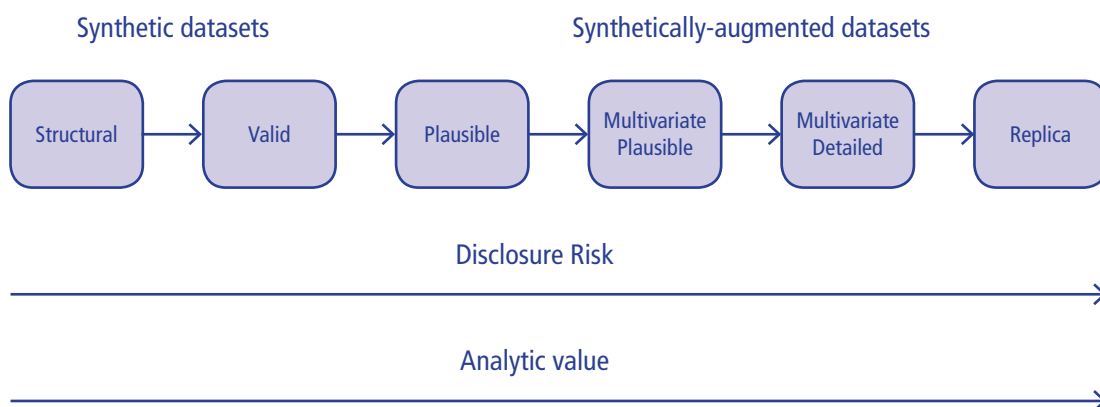 Synthetic datasets
Synthetically-augmented datasets
Structural
Valid
Plausible
Multivariate
Plausible
Multivariate
Detailed
Replica
Disclosure Risk
Analytic value